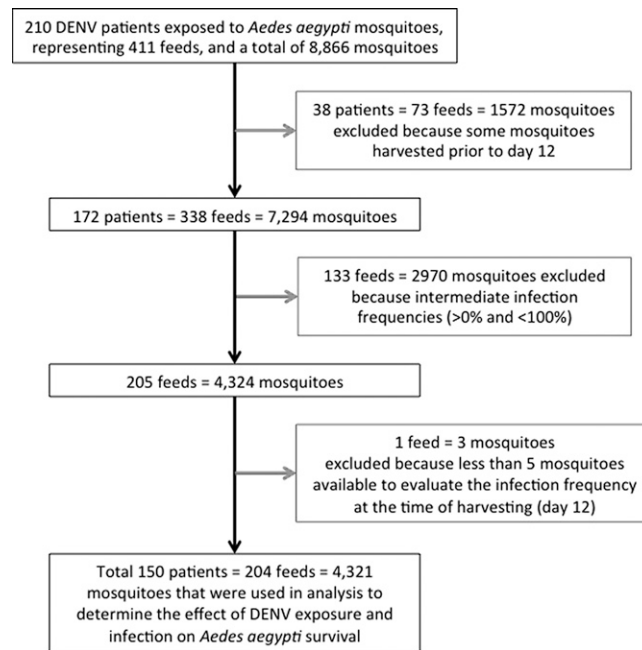 210 DENV patients exposed to Aedes aegypti mosquitoes,
representing 411 feeds, and a total of 8,866 mosquitoes
38 patients = 73 feeds = 1572 mosquitoes
excluded because some mosquitoes
harvested prior to day 12
172 patients = 338 feeds = 7,294 mosquitoes
133 feeds = 2970 mosquitoes excluded
because intermediate infection
frequencies (>0% and <100%)
205 feeds = 4,324 mosquitoes
1 feed = 3 mosquitoes
excluded because less than 5 mosquitoes
available to evaluate the infection frequency
at the time of harvesting (day 12)
Total 150 patients = 204 feeds = 4,321
mosquitoes that were used in analysis to
determine the effect of DENV exposure and
infection on Aedes aegypti survival